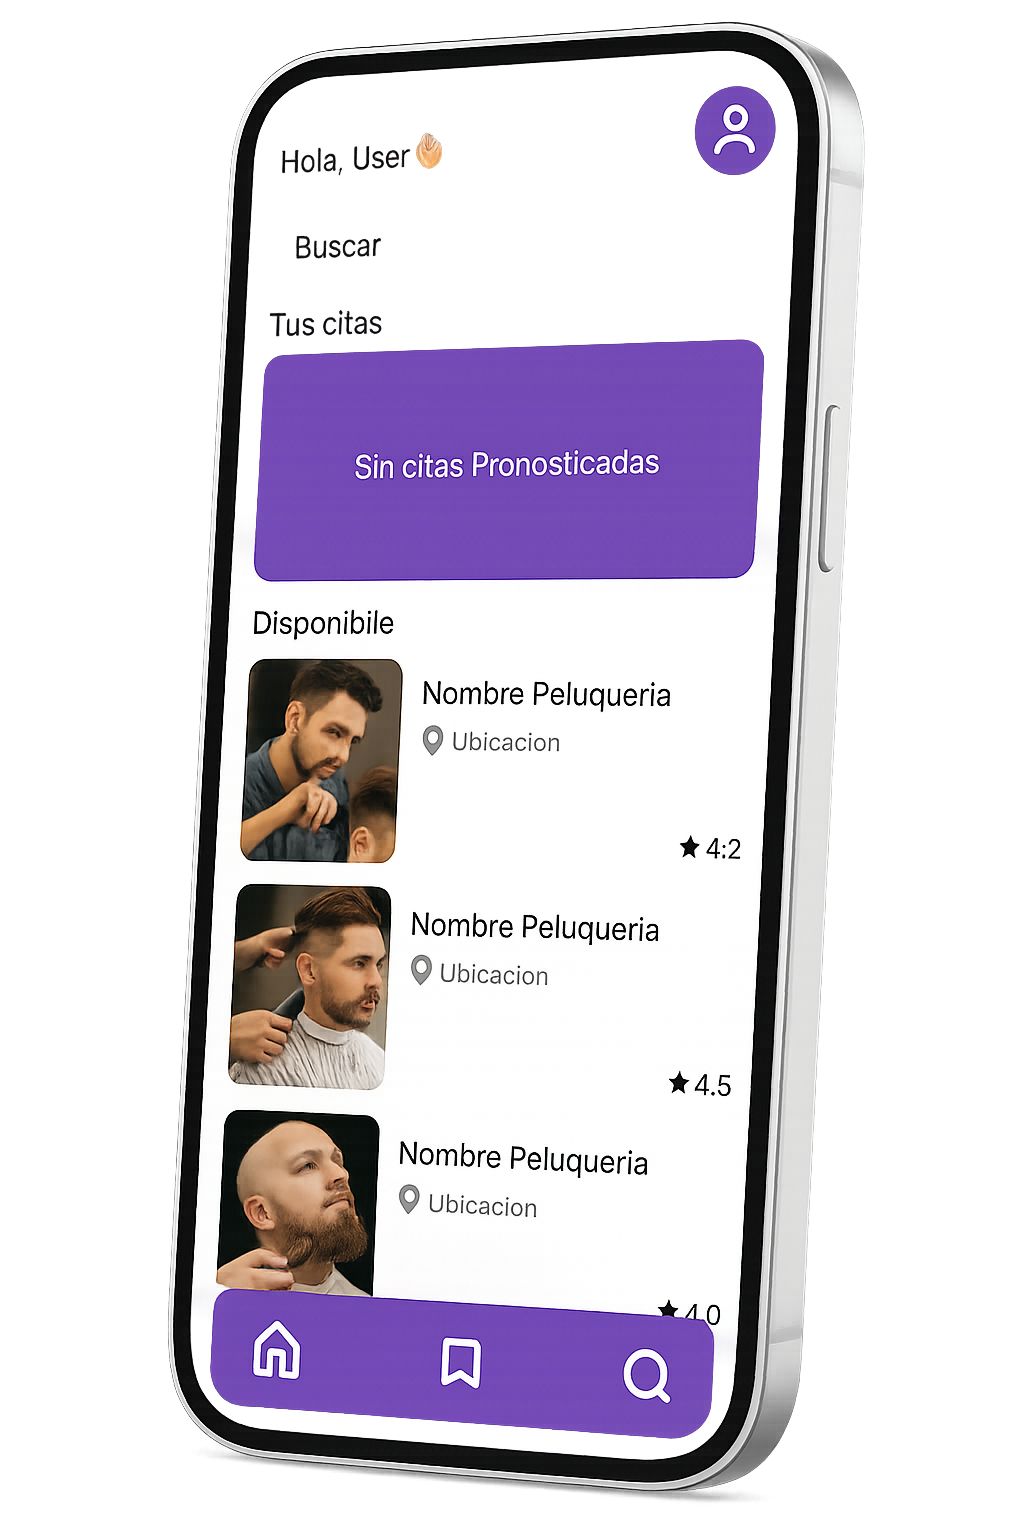 Hola, User
Buscar
Tus citas
Sin citas Pronosticadas
Disponibile
Nombre Peluqueria
Ubicacion
4:2
Nombre Peluqueria
Ubicacion
4.5
Nombre Peluqueria
Ubicacion
4.0